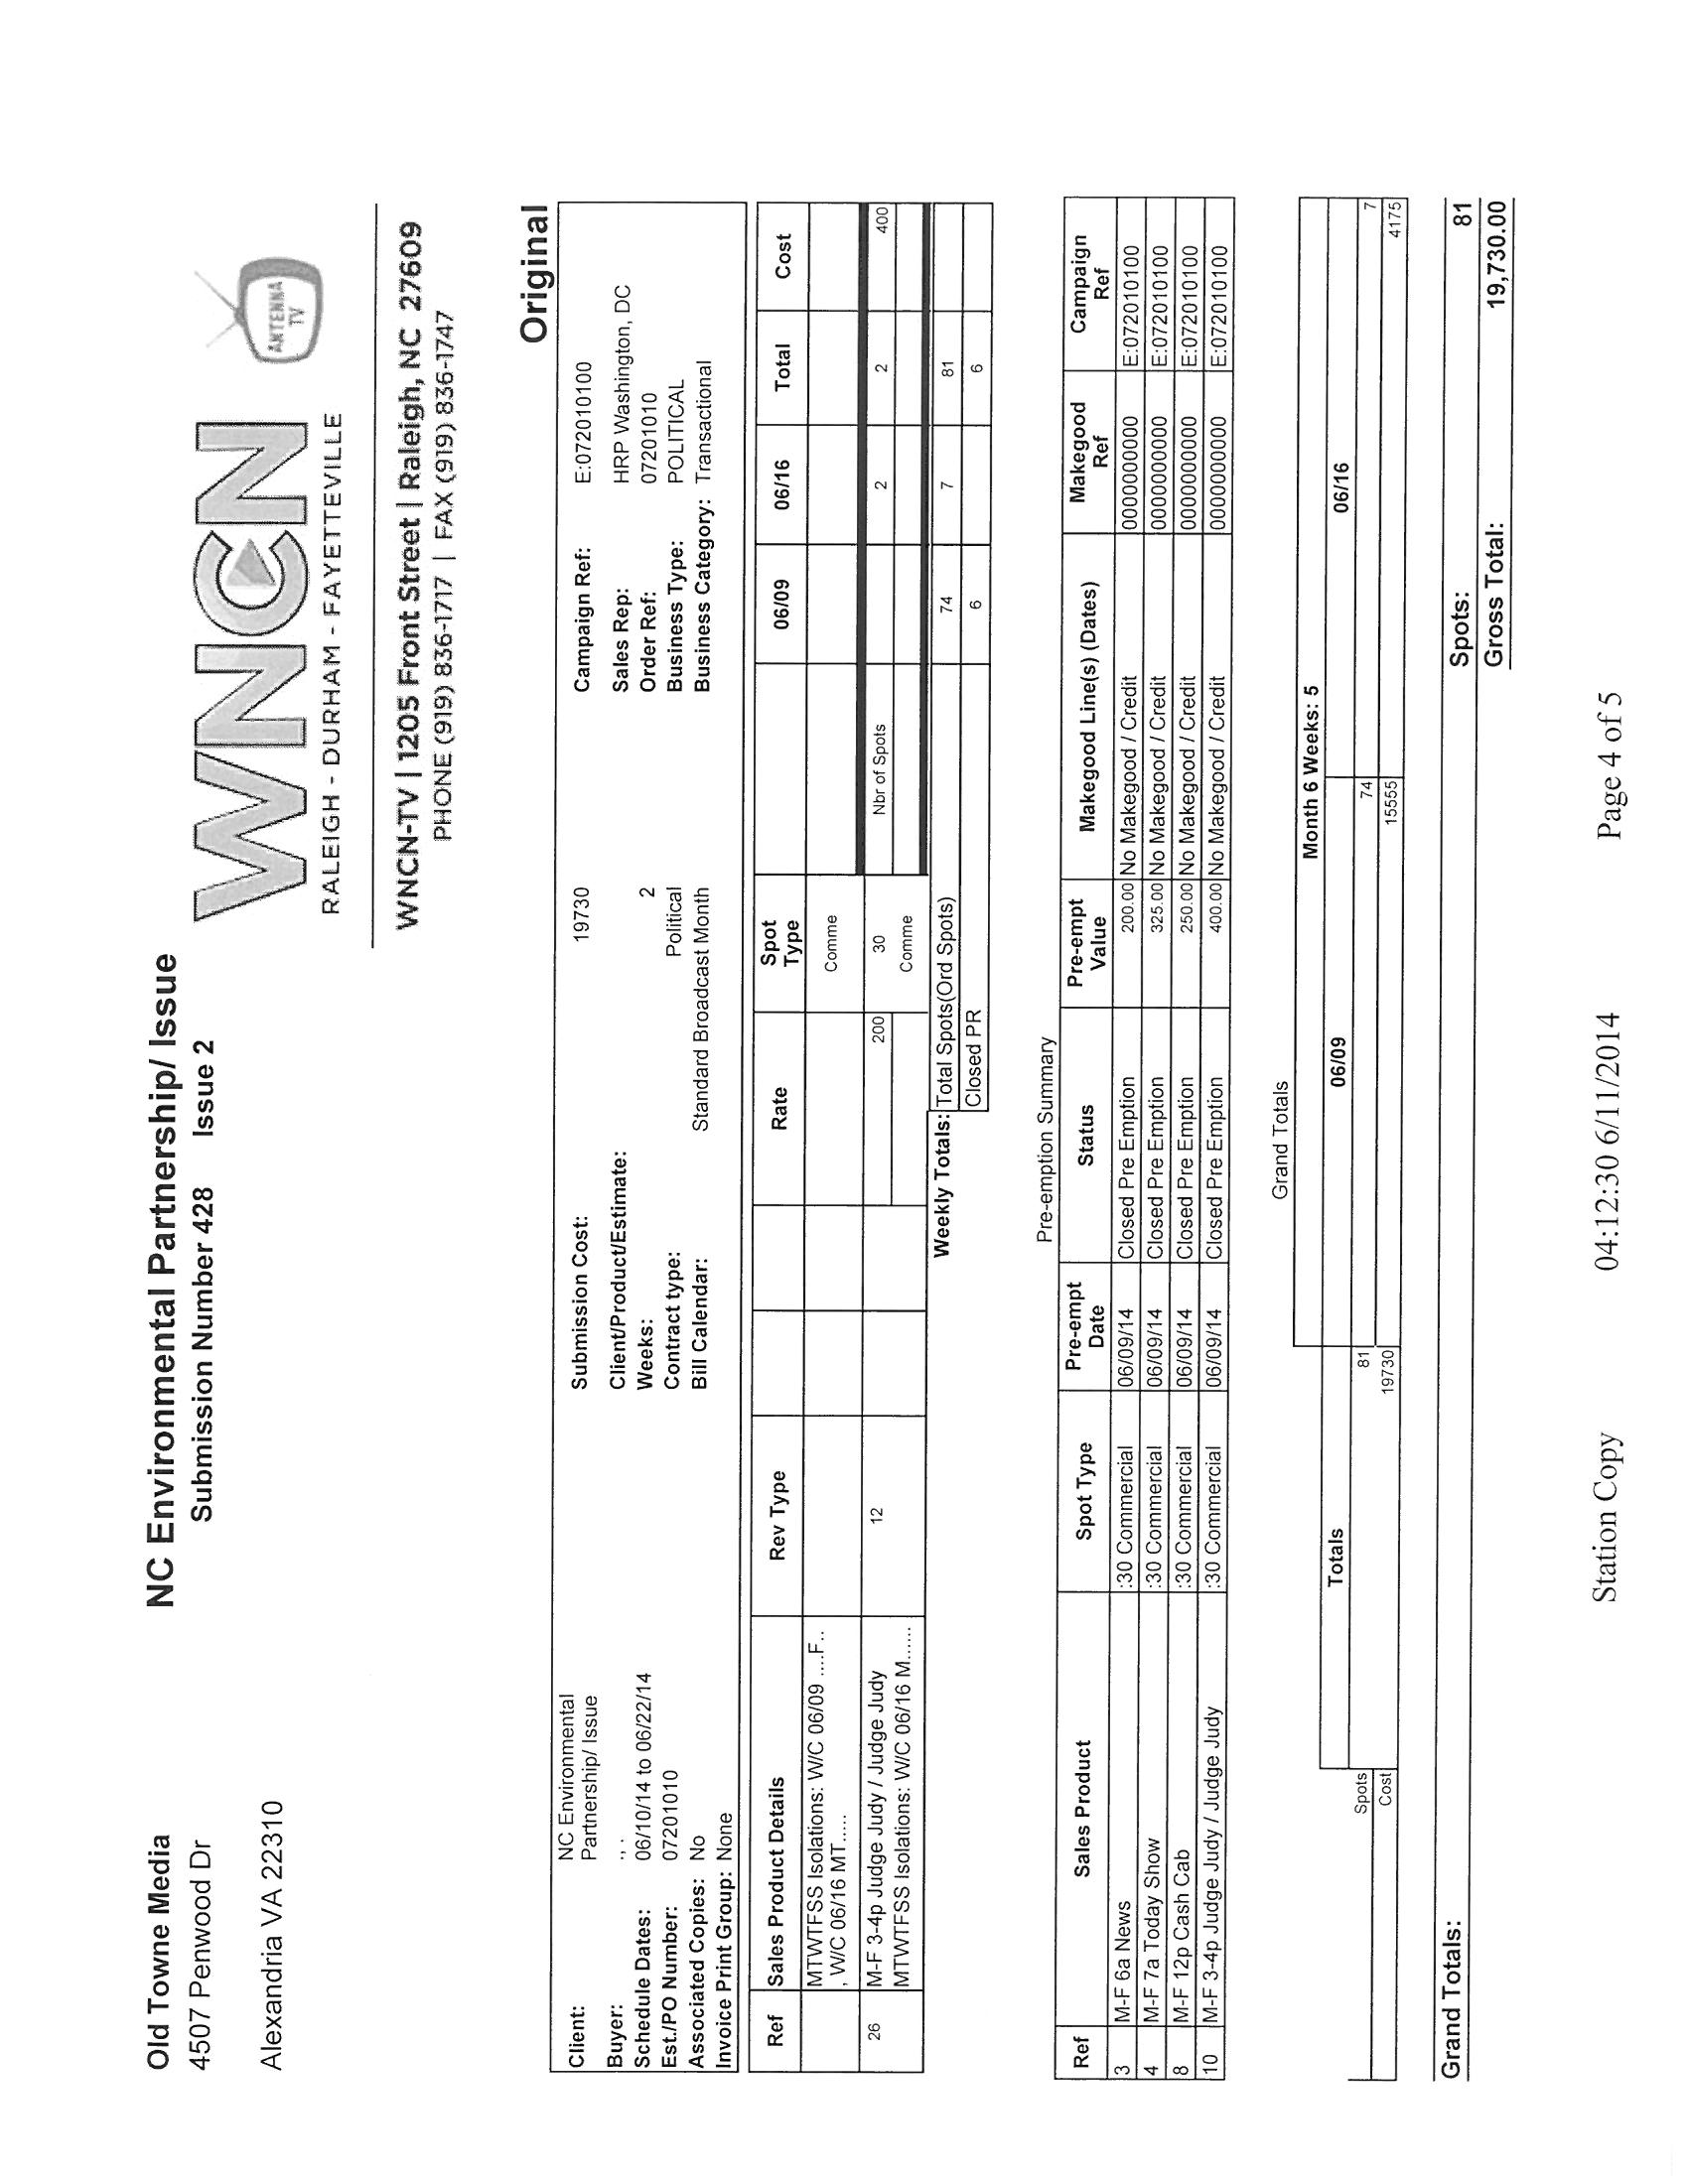 Old Towne Media
4507 Penwood Dr
Alexandria VA 22310
NC Environmental Partnership/ Issue
Submission Number 428 Issue 2
WNCN
ANTENNA
TV
RALEIGH - DURHAM - FAYETTEVILLE
WNCN-TV | 1205 Front Street | Raleigh, NC 27609
PHONE (919) 836-1717 | FAX (919) 836-1747
Original
Client: NC Environmental Partnership/ Issue Submission Cost: 19730 Campaign Ref: E:072010100
Buyer: ., . Client/Product/Estimate: Sales Rep: HRP Washington, DC
Schedule Dates: 06/10/14 to 06/22/14 Weeks: 2 Order Ref: 07201010
Est./PO Number: 07201010 Contract type: Political Business Type: POLITICAL
Associated Copies: No Bill Calendar: Standard Broadcast Month Business Category: Transactional
Invoice Print Group: None
Ref Sales Product Details Rev Type Rate Spot Type 06/09 06/16 Total Cost
MTWTFSS Isolations: W/C 06/09 ....F.. Comme
, W/C 06/16 MT.....
26 M-F 3-4p Judge Judy / Judge Judy 12 200 30 Nbr of Spots 2 2 400
MTWTFSS Isolations: W/C 06/16 M...... Comme
Weekly Totals: Total Spots(Ord Spots) 74 7 81
Closed PR 6 6
Pre-emption Summary
Ref Sales Product Spot Type Pre-empt Date Status Pre-empt Value Makegood Line(s) (Dates) Makegood Ref Campaign Ref
3 M-F 6a News :30 Commercial 06/09/14 Closed Pre Emption 200.00 No Makegood / Credit 0000000000 E:072010100
4 M-F 7a Today Show :30 Commercial 06/09/14 Closed Pre Emption 325.00 No Makegood / Credit 0000000000 E:072010100
8 M-F 12p Cash Cab :30 Commercial 06/09/14 Closed Pre Emption 250.00 No Makegood / Credit 0000000000 E:072010100
10 M-F 3-4p Judge Judy / Judge Judy :30 Commercial 06/09/14 Closed Pre Emption 400.00 No Makegood / Credit 0000000000 E:072010100
Grand Totals
Month 6 Weeks: 5
Totals 06/09 06/16
Spots 81 74 7
Cost 19730 15555 4175
Grand Totals: Spots: 81
Gross Total: 19,730.00
Station Copy 04:12:30 6/11/2014 Page 4 of 5